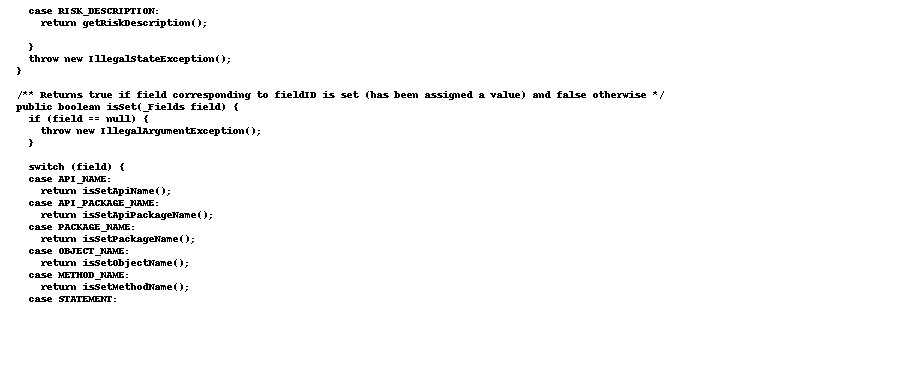 case RISK_DESCRIPTION:
return getRiskDescription();
}
throw new IllegalStateException();
}
/** Returns true if field corresponding to fieldID is set (has been assigned a value) and false otherwise */
public boolean isSet(_Fields field) {
if (field == null) {
throw new IllegalArgumentException();
}
switch (field) {
case API_NAME:
return isSetApiName();
case API_PACKAGE_NAME:
return isSetApiPackageName();
case PACKAGE_NAME:
return isSetPackageName();
case OBJECT_NAME:
return isSetObjectName();
case METHOD_NAME:
return isSetMethodName();
case STATEMENT: